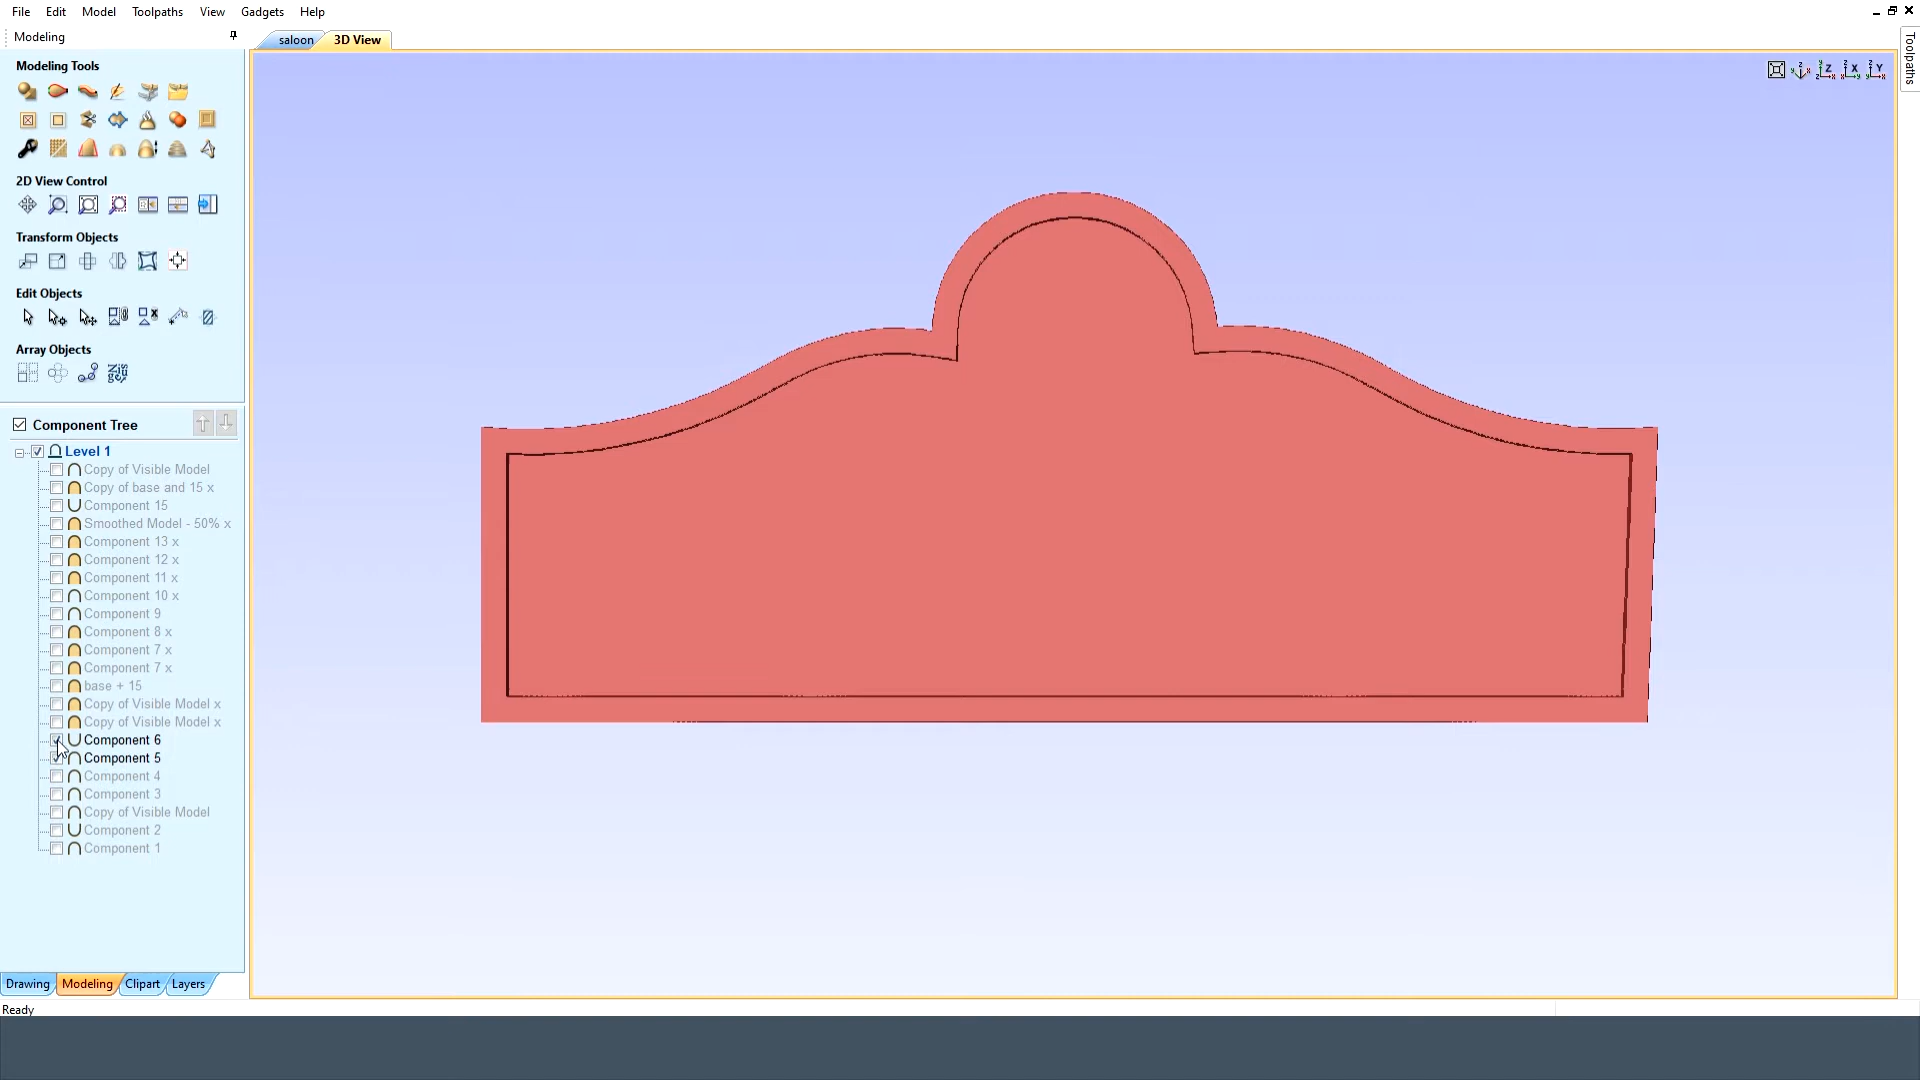 File Edit Model Toolpaths View Gadgets Help
Modeling
saloon 3D View
Toolpaths
Modeling Tools
2D View Control
Transform Objects
Edit Objects
Array Objects
Component Tree
Level 1
Copy of Visible Model
Copy of base and 15 x
Component 15
Smoothed Model - 50% x
Component 13 x
Component 12 x
Component 11 x
Component 10 x
Component 9
Component 8 x
Component 7 x
Component 7 x
base + 15
Copy of Visible Model x
Copy of Visible Model x
Component 6
Component 5
Component 4
Component 3
Copy of Visible Model
Component 2
Component 1
Drawing Modeling Clipart Layers
Ready